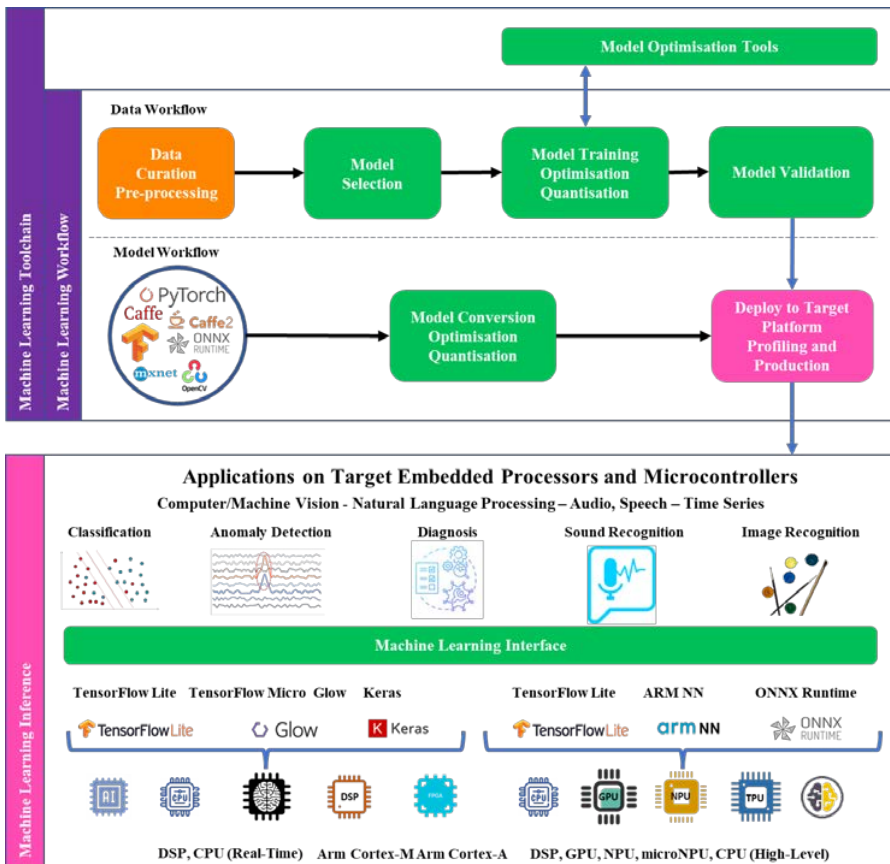 Model Optimisation Tools
Machine Learning Toolchain
Machine Learning Workflow
Data Workflow
Data
Curation
Pre-processing
Model
Selection
Model Training
Optimisation
Quantisation
Model Validation
Model Workflow
PyTorch
Caffe
Caffe2
ONNX
RUNTIME
mxnet
OpenCV
Model Conversion
Optimisation
Quantisation
Deploy to Target
Platform
Profiling and
Production
Machine Learning Inference
Applications on Target Embedded Processors and Microcontrollers
Computer/Machine Vision - Natural Language Processing – Audio, Speech – Time Series
Classification Anomaly Detection Diagnosis Sound Recognition Image Recognition
Machine Learning Interface
TensorFlow Lite TensorFlow Micro Glow Keras TensorFlow Lite ARM NN ONNX Runtime
TensorFlowLite Glow K Keras TensorFlowLite arm NN ONNX
RUNTIME
AI CPU DSP FPGA CPU GPU NPU TPU
DSP, CPU (Real-Time) Arm Cortex-M Arm Cortex-A DSP, GPU, NPU, microNPU, CPU (High-Level)